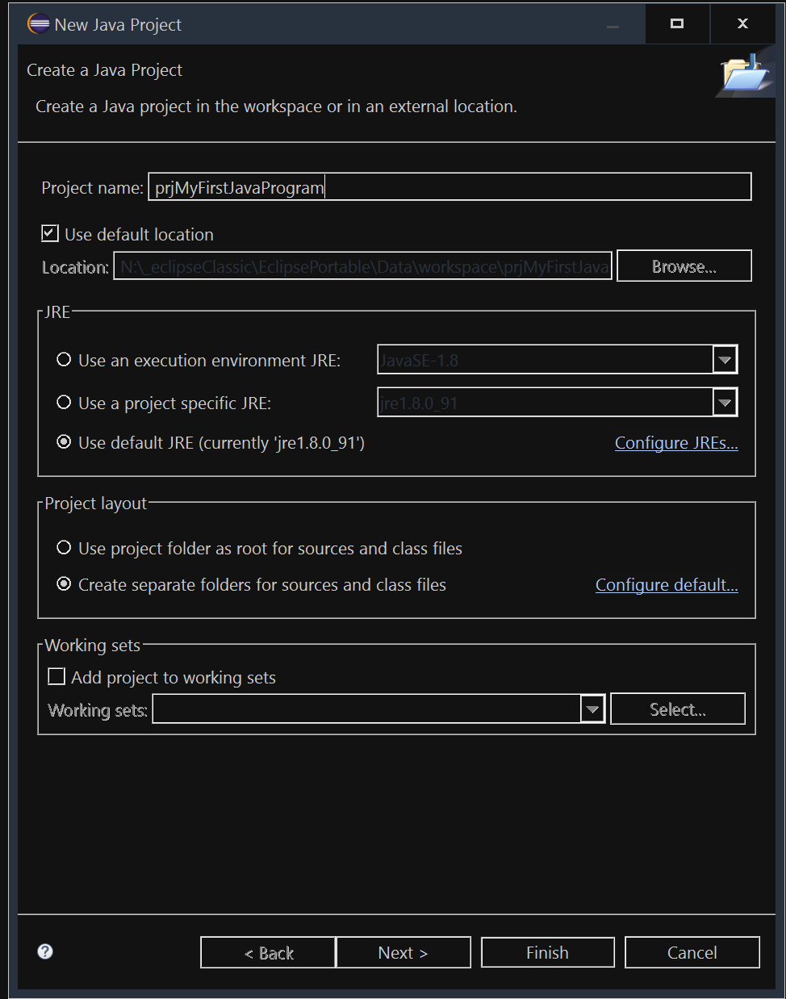 New Java Project
Create a Java Project
Create a Java project in the workspace or in an external location.
Project name: prjMyFirstJavaProgram
Use default location
Location: N:\_eclipseClassic\EclipsePortable\Data\workspace\prjMyFirstJava Browse...
JRE
Use an execution environment JRE: JavaSE-1.8
Use a project specific JRE: jre1.8.0_91
Use default JRE (currently 'jre1.8.0_91') Configure JREs...
Project layout
Use project folder as root for sources and class files
Create separate folders for sources and class files Configure default...
Working sets
Add project to working sets
Working sets: Select...
? < Back Next > Finish Cancel